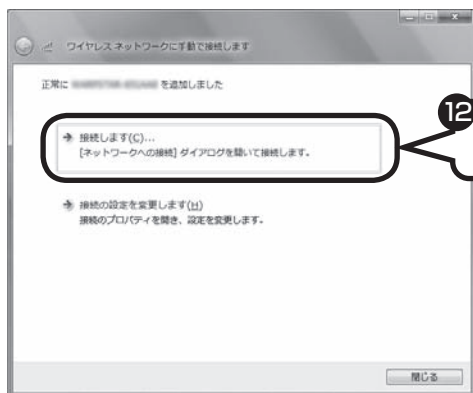 ワイヤレス ネットワークに手動で接続します
正常に を追加しました
12
接続します(C)...
[ネットワークへの接続] ダイアログを開いて接続します。
接続の設定を変更します(H)
接続のプロパティを開き、設定を変更します。
閉じる